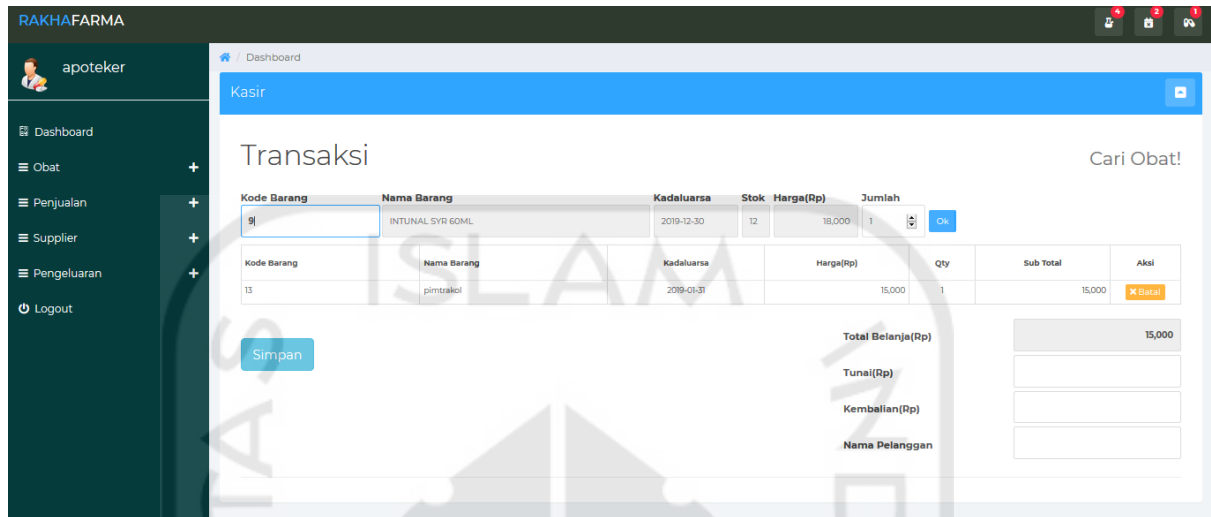 RAKHAFARMA
4 2 1
apoteker
/ Dashboard
Kasir
Dashboard
Obat
Penjualan
Supplier
Pengeluaran
Logout
Transaksi
Cari Obat!
Kode Barang Nama Barang Kadaluarsa Stok Harga(Rp) Jumlah
9 INTUNAL SYR 60ML 2019-12-30 12 18,000 1 Ok
Kode Barang Nama Barang Kadaluarsa Harga(Rp) Qty Sub Total Aksi
13 pimtrakol 2019-01-31 15,000 1 15,000 Batal
Total Belanja(Rp) 15,000
Simpan
Tunai(Rp)
Kembalian(Rp)
Nama Pelanggan
ISLAM